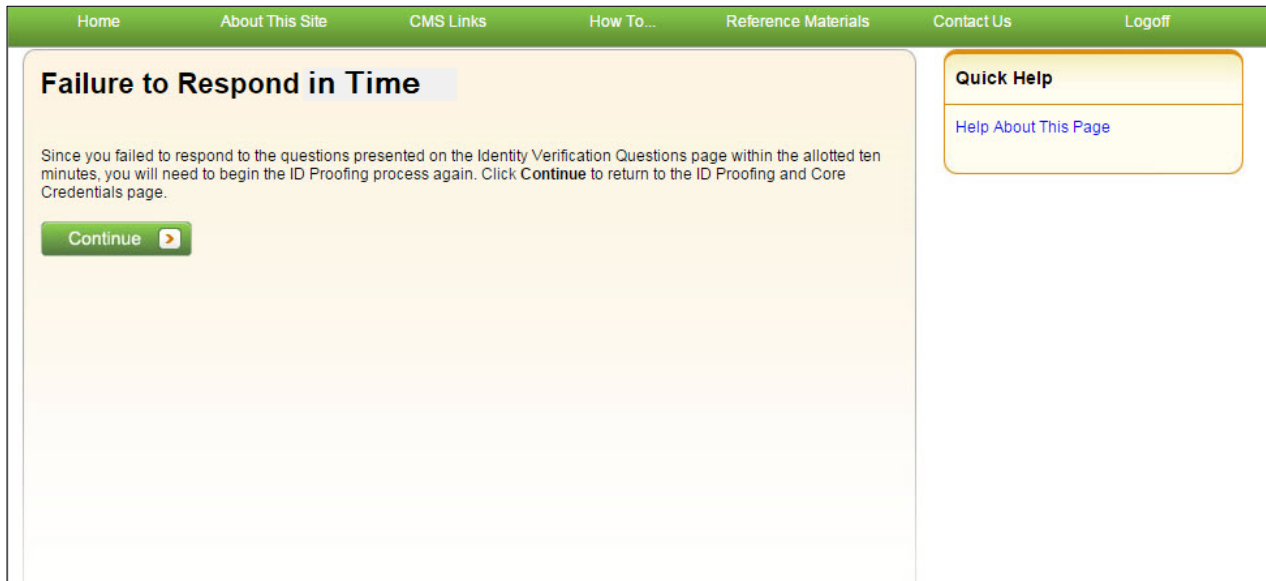 Home About This Site CMS Links How To... Reference Materials Contact Us Logoff
Failure to Respond in Time
Since you failed to respond to the questions presented on the Identity Verification Questions page within the allotted ten
minutes, you will need to begin the ID Proofing process again. Click Continue to return to the ID Proofing and Core
Credentials page.
Continue
Quick Help
Help About This Page